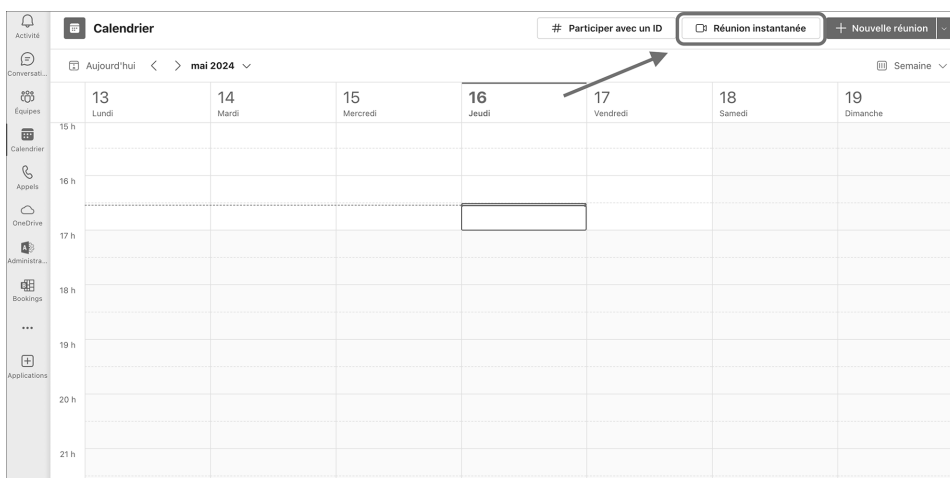 Activité
Calendrier
# Participer avec un ID
Réunion instantanée
+ Nouvelle réunion
Conversati...
Aujourd'hui
mai 2024
Semaine
Équipes
13
Lundi
14
Mardi
15
Mercredi
16
Jeudi
17
Vendredi
18
Samedi
19
Dimanche
15 h
Calendrier
16 h
Appels
OneDrive
17 h
Administra...
18 h
Bookings
...
19 h
Applications
20 h
21 h